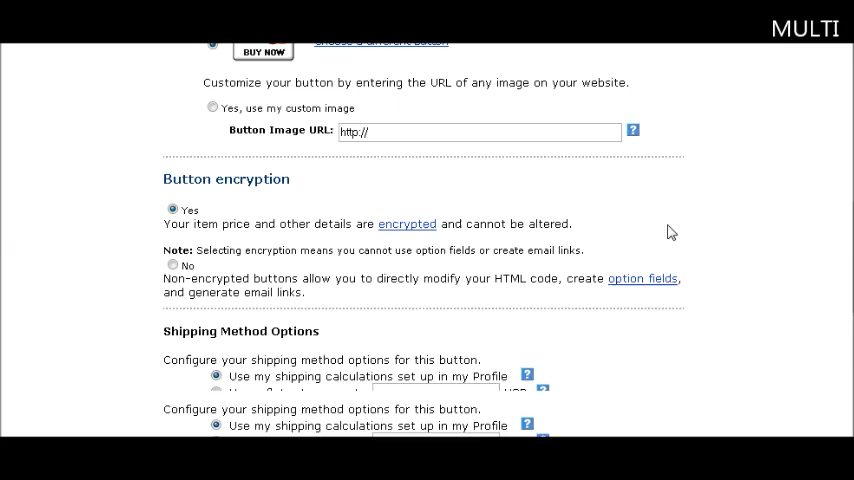 MULTI
BUY NOW
Choose a different button
Customize your button by entering the URL of any image on your website.
Yes, use my custom image
Button Image URL: http:// ?
Button encryption
Yes
Your item price and other details are encrypted and cannot be altered.
Note: Selecting encryption means you cannot use option fields or create email links.
No
Non-encrypted buttons allow you to directly modify your HTML code, create option fields,
and generate email links.
Shipping Method Options
Configure your shipping method options for this button.
Use my shipping calculations set up in my Profile ?
Configure your shipping method options for this button.
Use my shipping calculations set up in my Profile ?